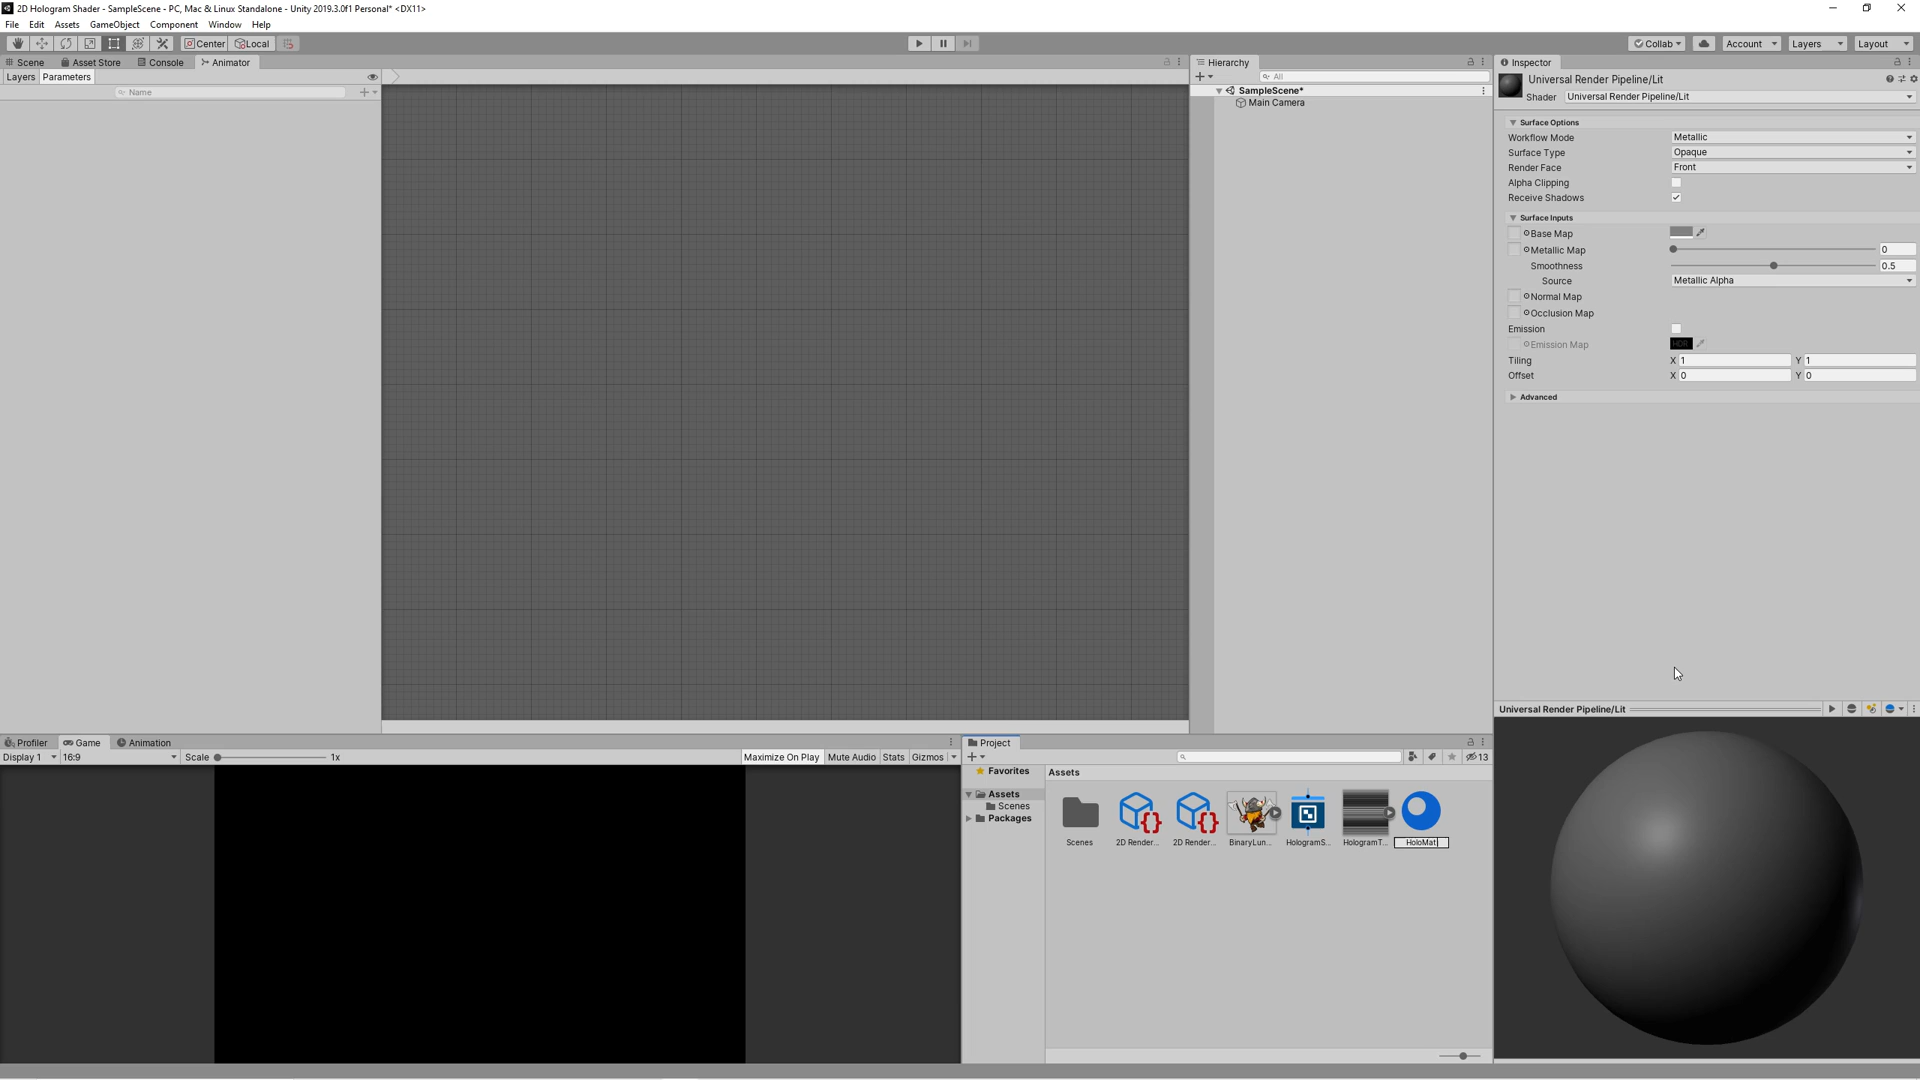 2D Hologram Shader - SampleScene - PC, Mac & Linux Standalone - Unity 2019.3.0f1 Personal* <DX11>
File Edit Assets GameObject Component Window Help
Center Local Collab Account Layers Layout
Scene Asset Store Console Animator
Layers Parameters
Name
Hierarchy
All
SampleScene*
Main Camera
Inspector
Universal Render Pipeline/Lit
Shader Universal Render Pipeline/Lit
Surface Options
Workflow Mode Metallic
Surface Type Opaque
Render Face Front
Alpha Clipping
Receive Shadows
Surface Inputs
Base Map
Metallic Map 0
Smoothness 0.5
Source Metallic Alpha
Normal Map
Occlusion Map
Emission
Emission Map HDR
Tiling X 1 Y 1
Offset X 0 Y 0
Advanced
Universal Render Pipeline/Lit
Profiler Game Animation
Display 1 16:9 Scale 1x Maximize On Play Mute Audio Stats Gizmos
Project
13
Favorites
Assets
Scenes
Packages
Assets
Scenes 2D Render... 2D Render... BinaryLun... HologramS... HologramT... HoloMat